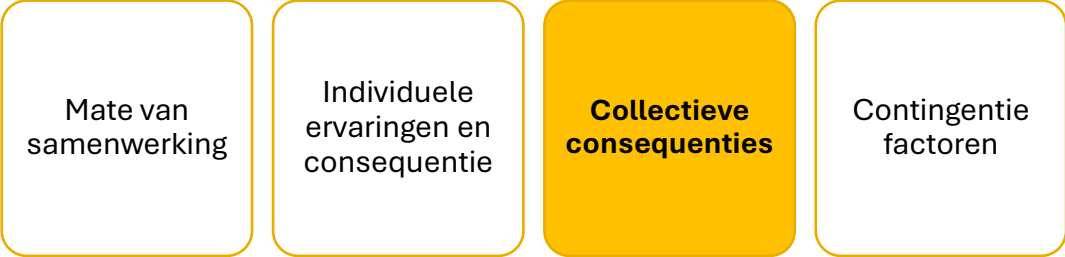 Mate van
samenwerking
Individuele
ervaringen en
consequentie
Collectieve
consequenties
Contingentie
factoren